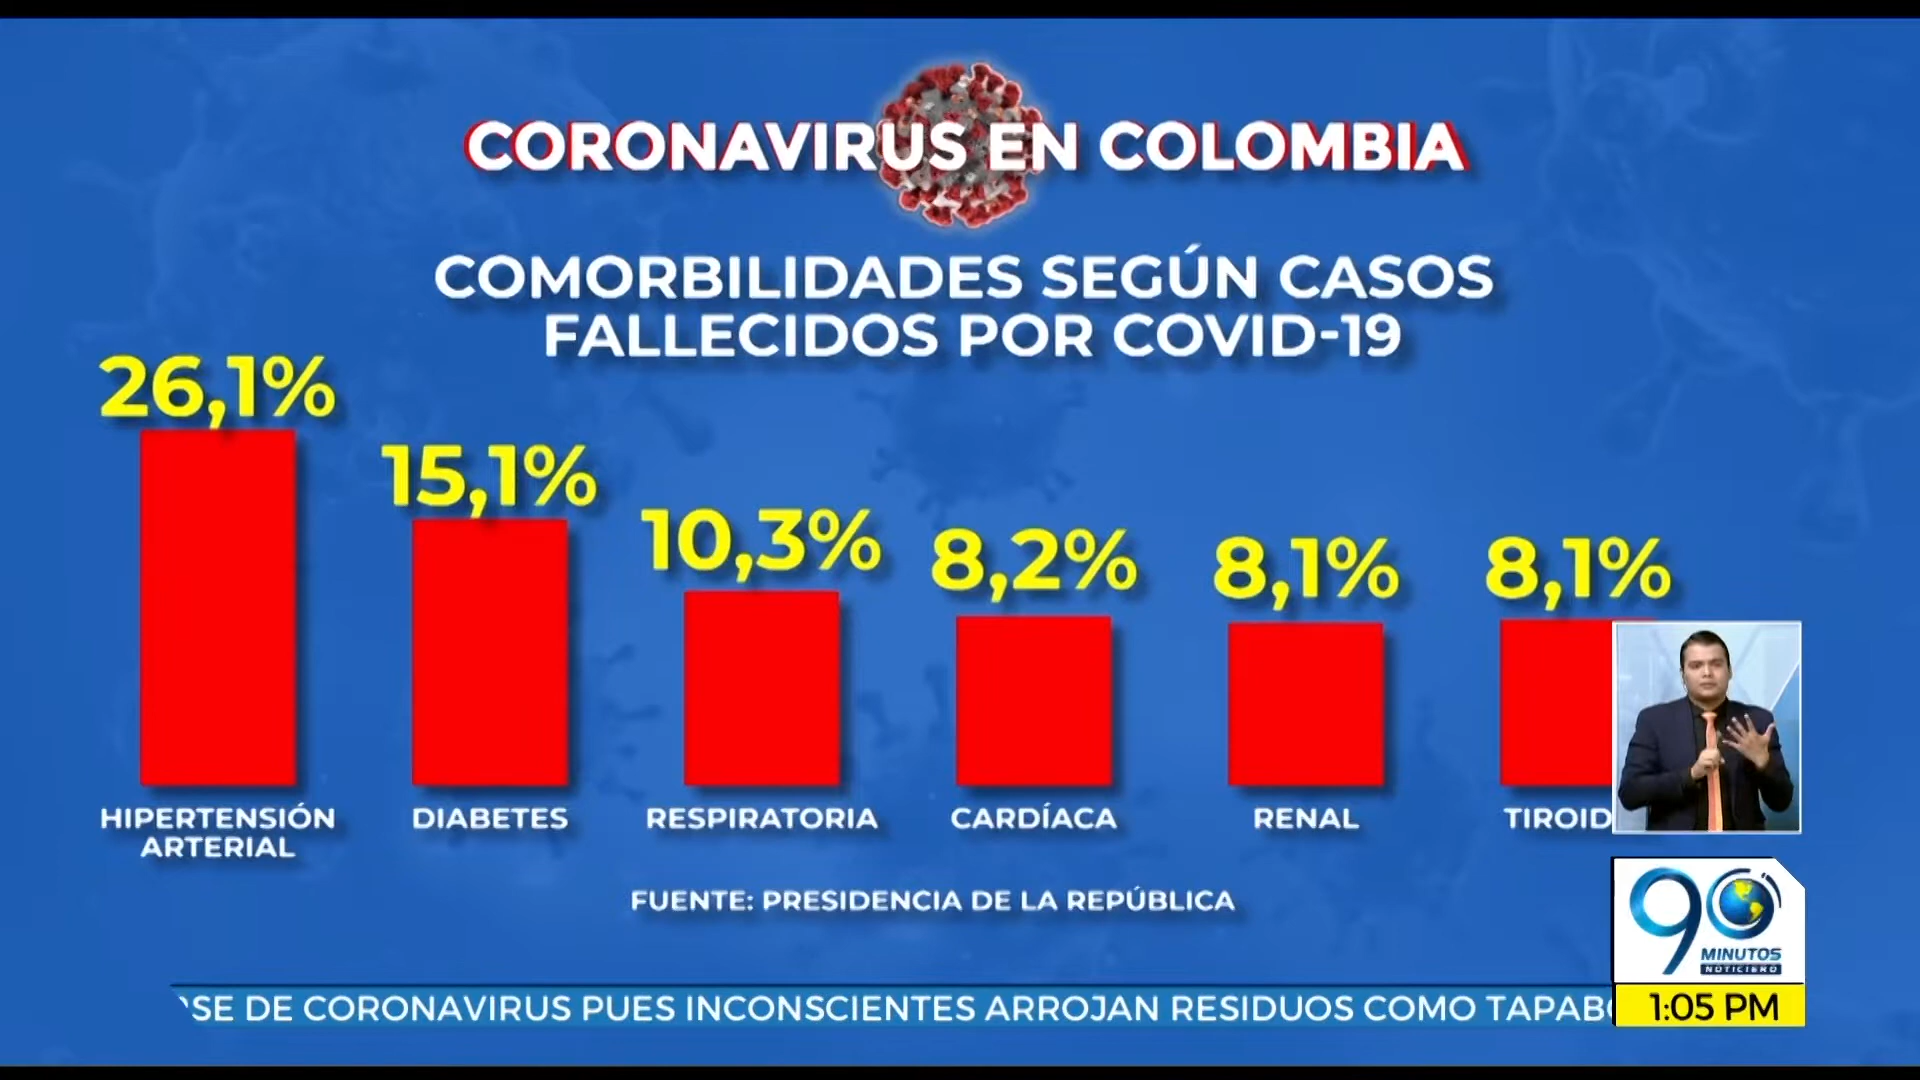 CORONAVIRUS EN COLOMBIA
COMORBILIDADES SEGÚN CASOS
FALLECIDOS POR COVID-19
26,1%
15,1%
10,3%
8,2%
8,1%
8,1%
HIPERTENSIÓN
ARTERIAL
DIABETES
RESPIRATORIA
CARDÍACA
RENAL
TIROID
FUENTE: PRESIDENCIA DE LA REPÚBLICA
90
MINUTOS
NOTICIERO
SE DE CORONAVIRUS PUES INCONSCIENTES ARROJAN RESIDUOS COMO TAPAB
1:05 PM